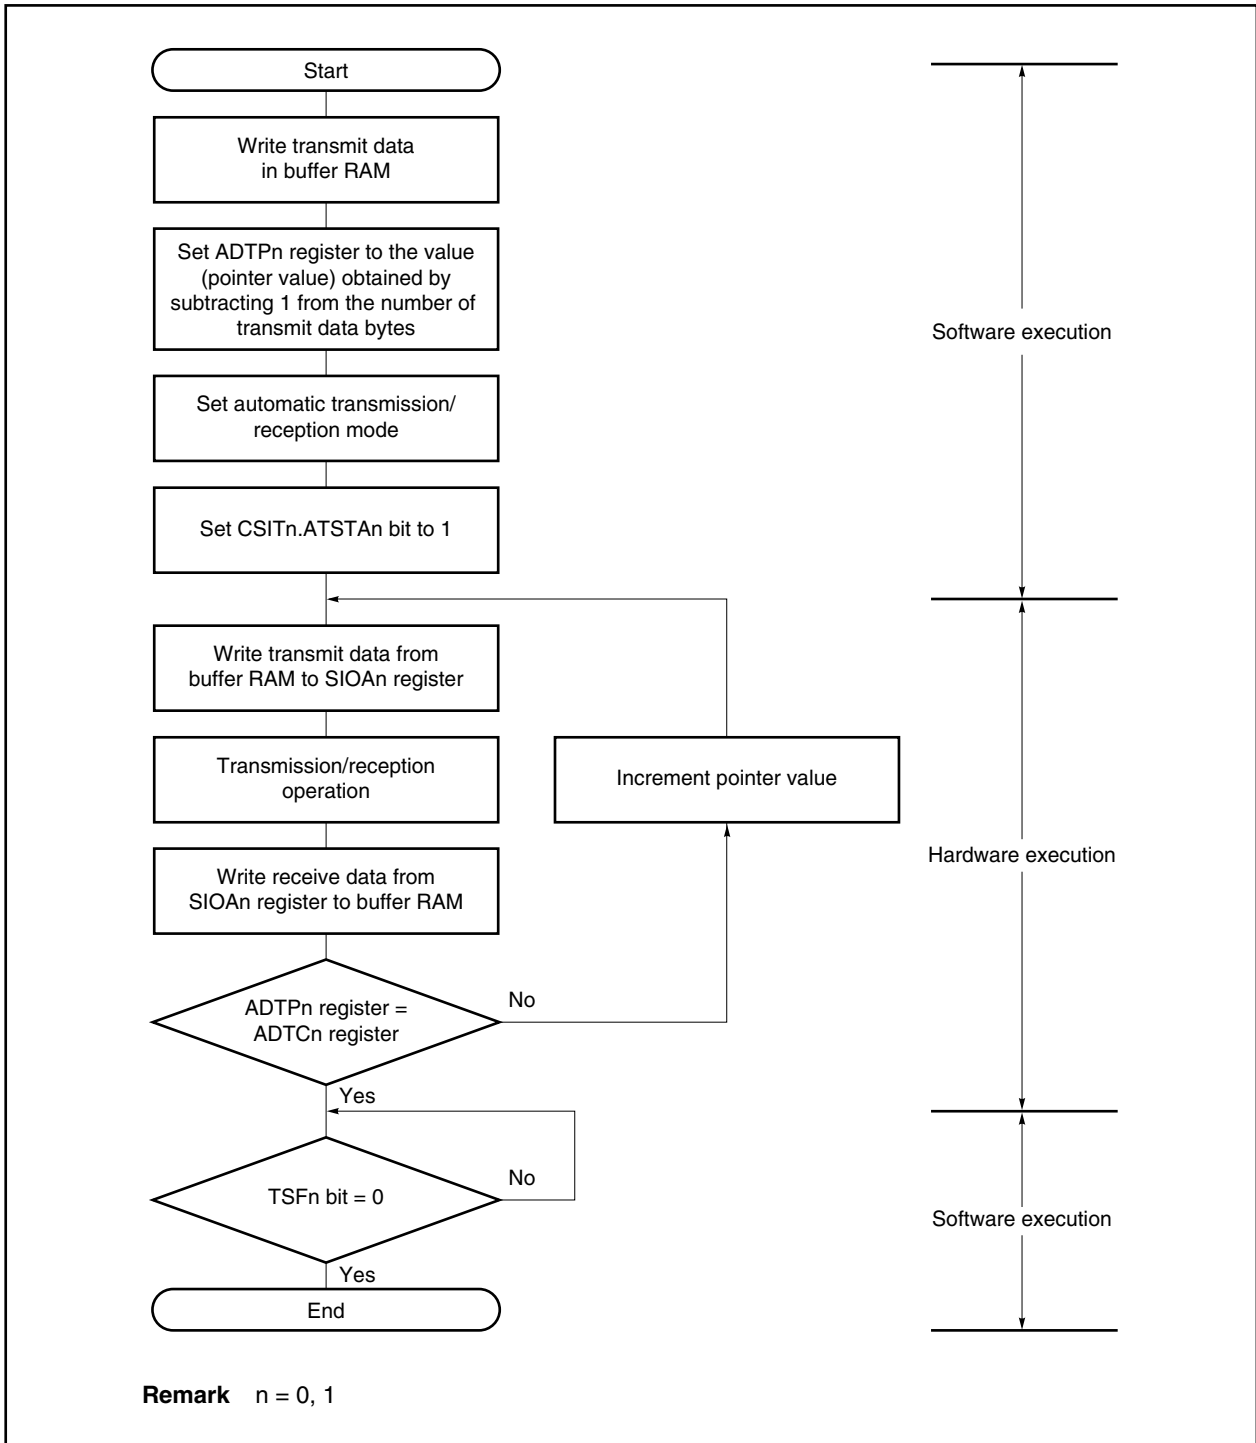 Start
Write transmit data
in buffer RAM
Set ADTPn register to the value
(pointer value) obtained by
subtracting 1 from the number of
transmit data bytes
Set automatic transmission/
reception mode
Set CSITn.ATSTAn bit to 1
Software execution
Write transmit data from
buffer RAM to SIOAn register
Transmission/reception
operation
Increment pointer value
Write receive data from
SIOAn register to buffer RAM
Hardware execution
ADTPn register =
ADTCn register
No
Yes
TSFn bit = 0
No
Yes
Software execution
End
Remark n = 0, 1